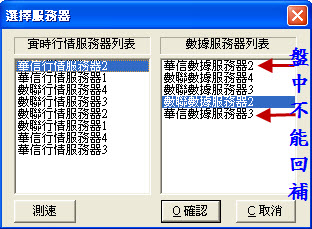 選擇服務器
實時行情服務器列表
華信行情服務器2
華信行情服務器1
數聯行情服務器4
數聯行情服務器3
數聯行情服務器2
數聯行情服務器1
華信行情服務器4
華信行情服務器3
數據服務器列表
華信數據服務器2
數聯數據服務器4
數聯數據服務器3
數聯數據服務器2
華信數據服務器3
盤中不能回補
測速
O 確認
C 取消